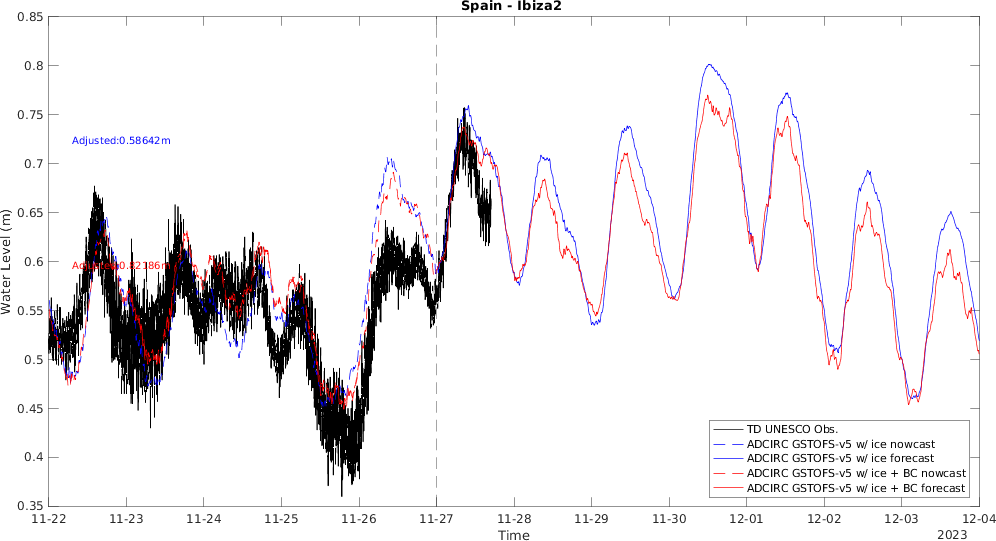 Spain - Ibiza2
0.85
0.8
0.75
0.7
0.65
0.6
0.55
0.5
0.45
0.4
0.35
Water Level (m)
Adjusted:0.58642m
Adjusted:0.82186m
TD UNESCO Obs.
ADCIRC GSTOFS-v5 w/ ice nowcast
ADCIRC GSTOFS-v5 w/ ice forecast
ADCIRC GSTOFS-v5 w/ ice + BC nowcast
ADCIRC GSTOFS-v5 w/ ice + BC forecast
11-22 11-23 11-24 11-25 11-26 11-27 11-28 11-29 11-30 12-01 12-02 12-03 12-04
Time
2023